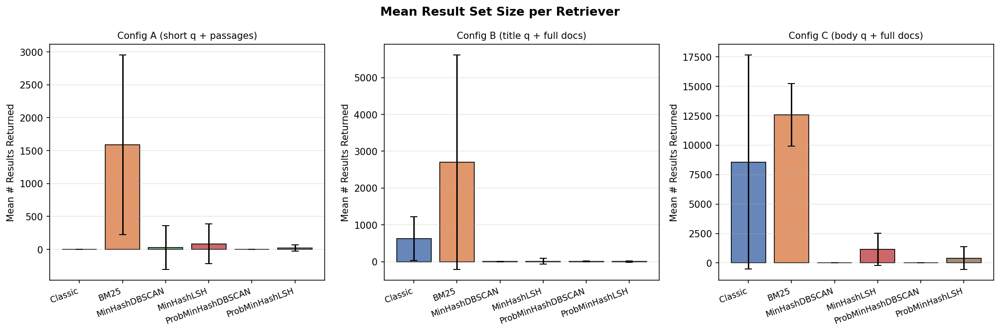 Mean Result Set Size per Retriever
Config A (short q + passages)
Mean # Results Returned
3000
2500
2000
1500
1000
500
0
Classic
BM25
MinHashDBSCAN
MinHashLSH
ProbMinHashDBSCAN
ProbMinHashLSH
Config B (title q + full docs)
Mean # Results Returned
5000
4000
3000
2000
1000
0
Classic
BM25
MinHashDBSCAN
MinHashLSH
ProbMinHashDBSCAN
ProbMinHashLSH
Config C (body q + full docs)
Mean # Results Returned
17500
15000
12500
10000
7500
5000
2500
0
Classic
BM25
MinHashDBSCAN
MinHashLSH
ProbMinHashDBSCAN
ProbMinHashLSH